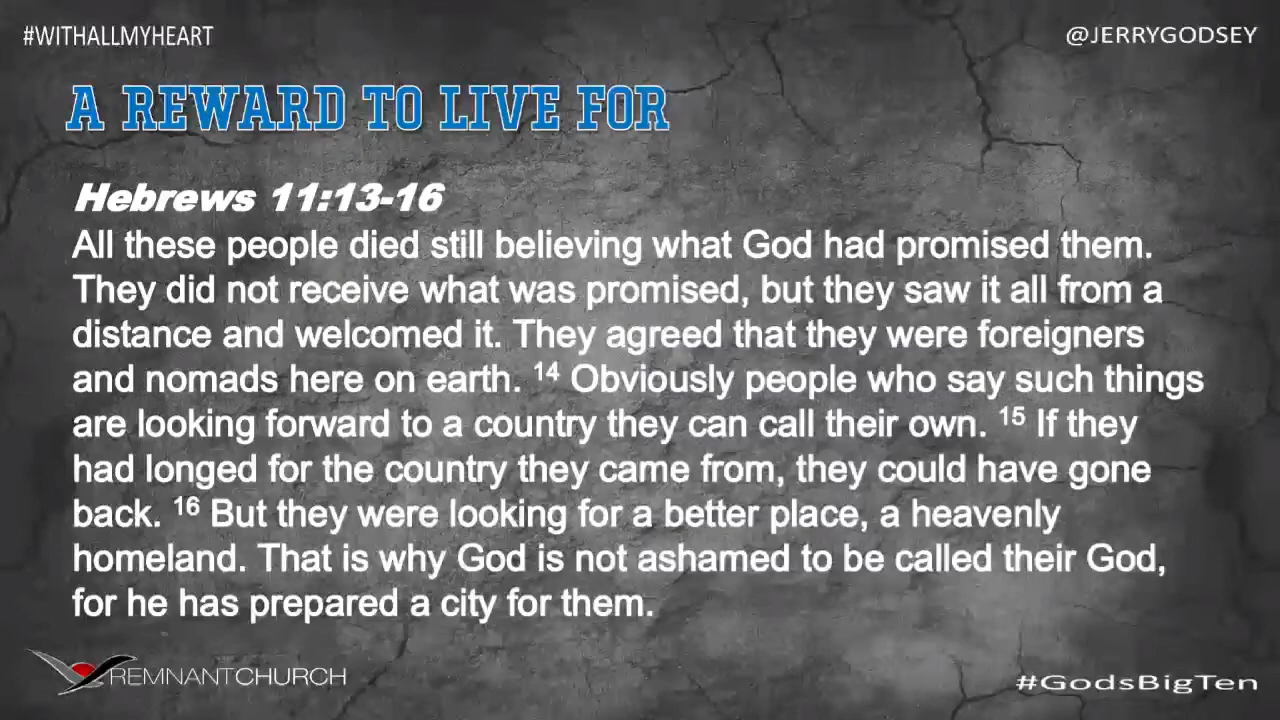 #WITHALLMYHEART
@JERRYGODSEY
A REWARD TO LIVE FOR
Hebrews 11:13-16
All these people died still believing what God had promised them.
They did not receive what was promised, but they saw it all from a
distance and welcomed it. They agreed that they were foreigners
and nomads here on earth. 14 Obviously people who say such things
are looking forward to a country they can call their own. 15 If they
had longed for the country they came from, they could have gone
back. 16 But they were looking for a better place, a heavenly
homeland. That is why God is not ashamed to be called their God,
for he has prepared a city for them.
REMNANTCHURCH
#GodsBigTen